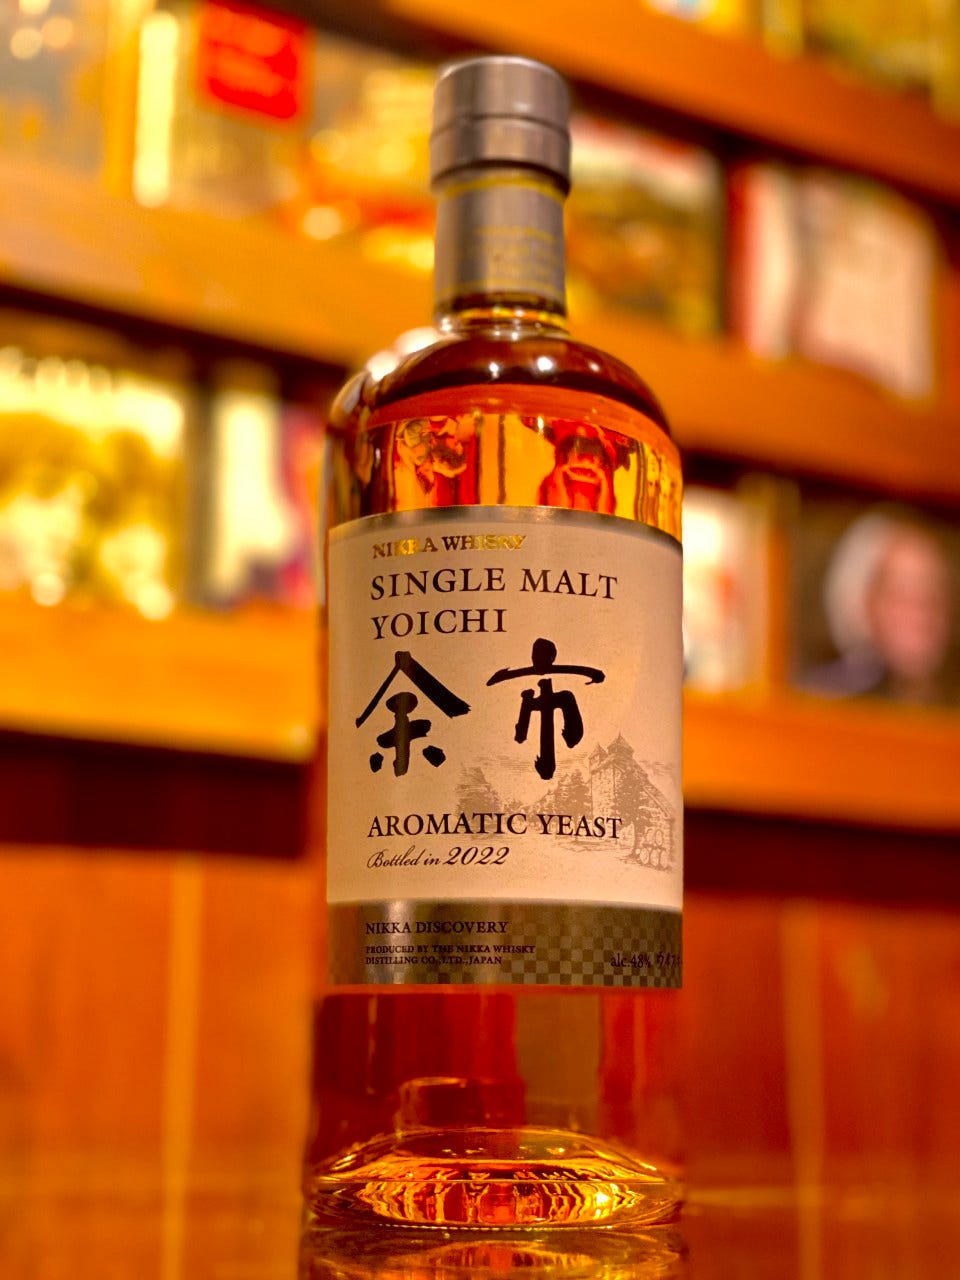 NIKKA WHISKY
SINGLE MALT
YOICHI
余市
AROMATIC YEAST
Bottled in 2022
NIKKA DISCOVERY
PRODUCED BY THE NIKKA WHISKY
DISTILLING CO.,LTD.,JAPAN
alc.48%